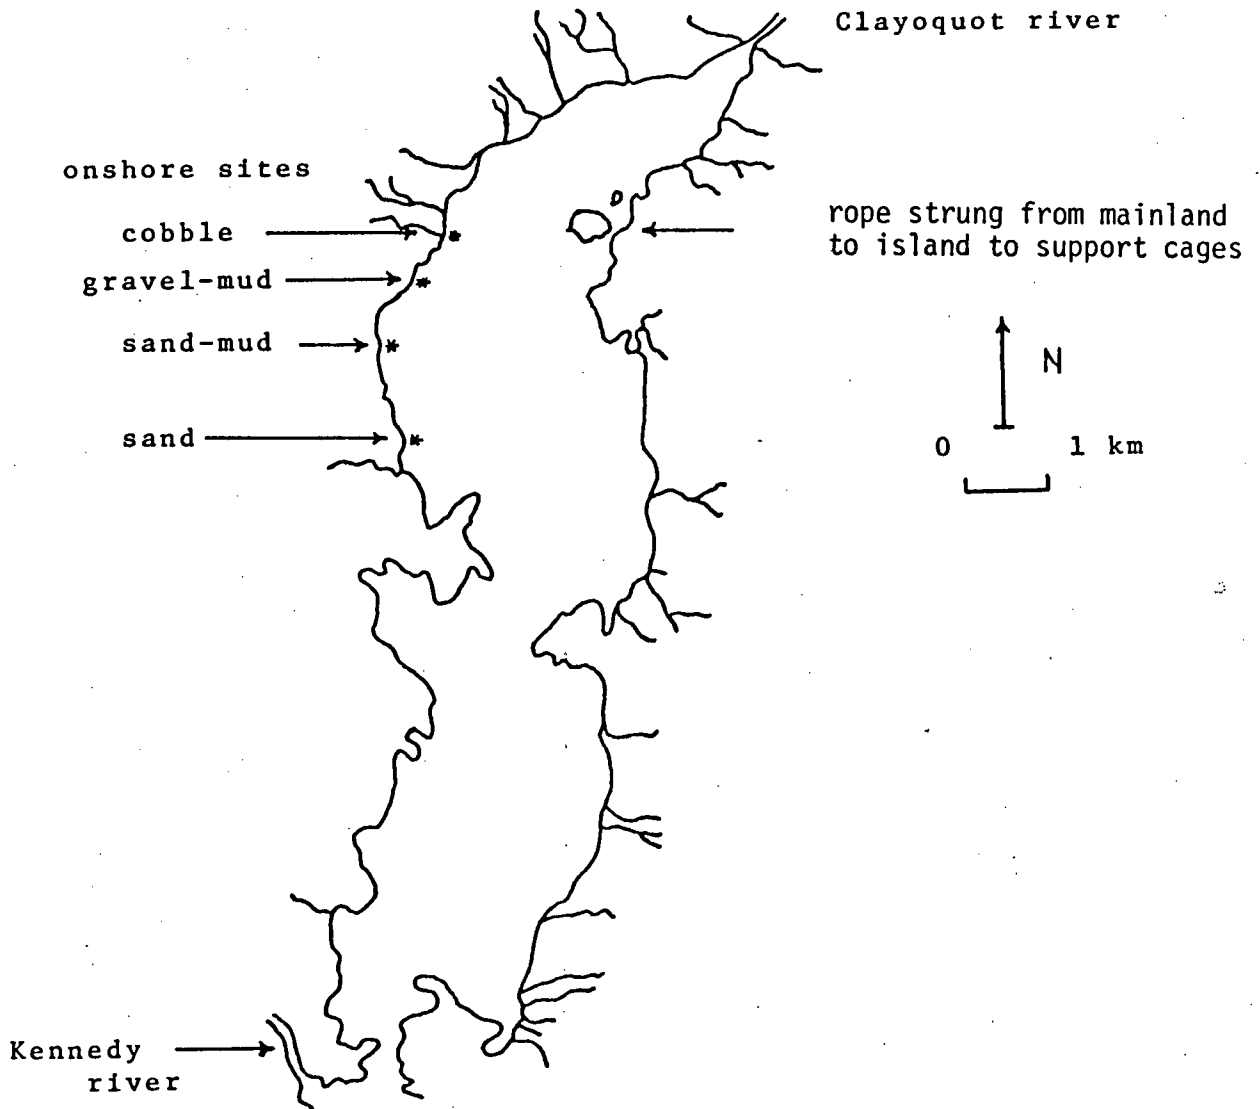 Clayoquot river
onshore sites
cobble
gravel-mud
sand-mud
sand
rope strung from mainland
to island to support cages
N
0 1 km
Kennedy
river